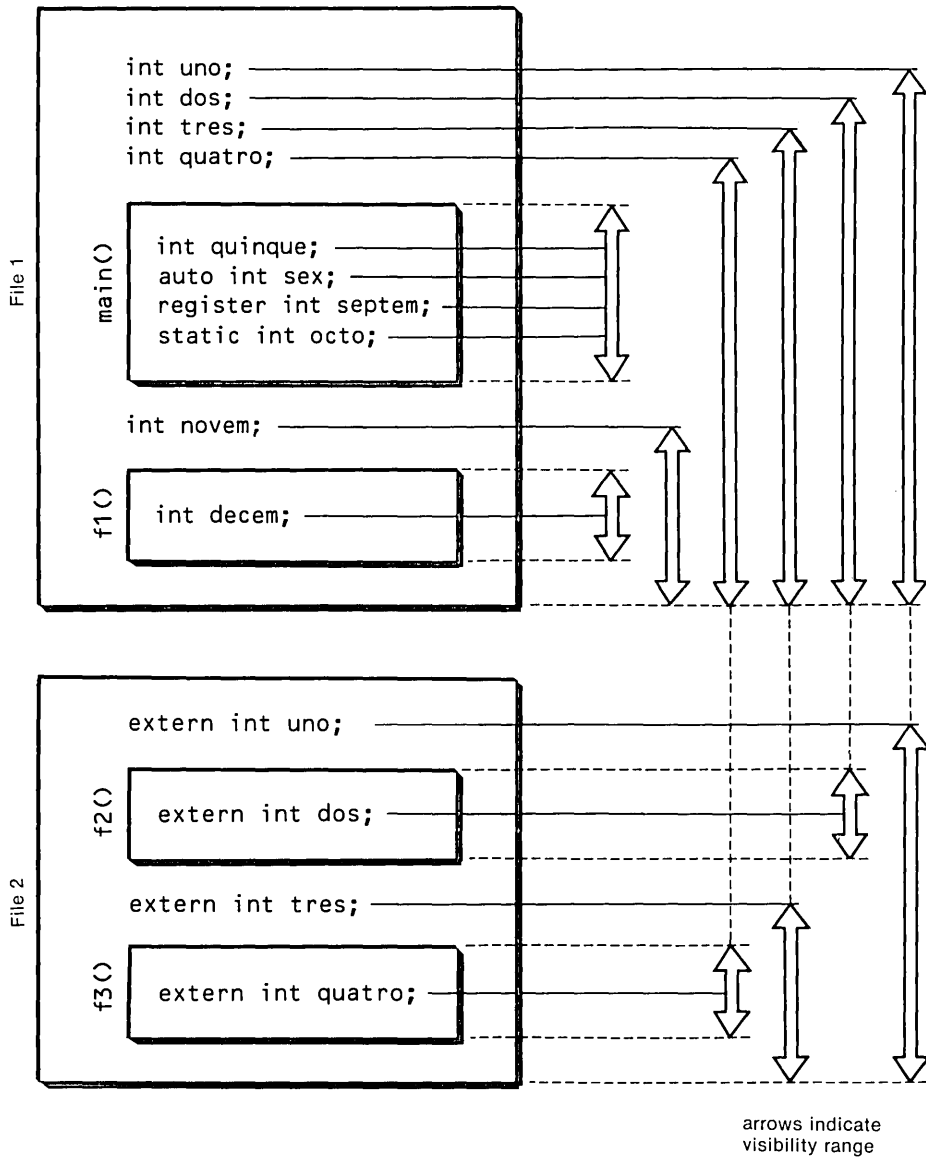 int uno;
int dos;
int tres;
int quatro;
File 1
main()
int quinque;
auto int sex;
register int septem;
static int octo;
int novem;
f1()
int decem;
File 2
extern int uno;
f2()
extern int dos;
extern int tres;
f3()
extern int quatro;
arrows indicate
visibility range